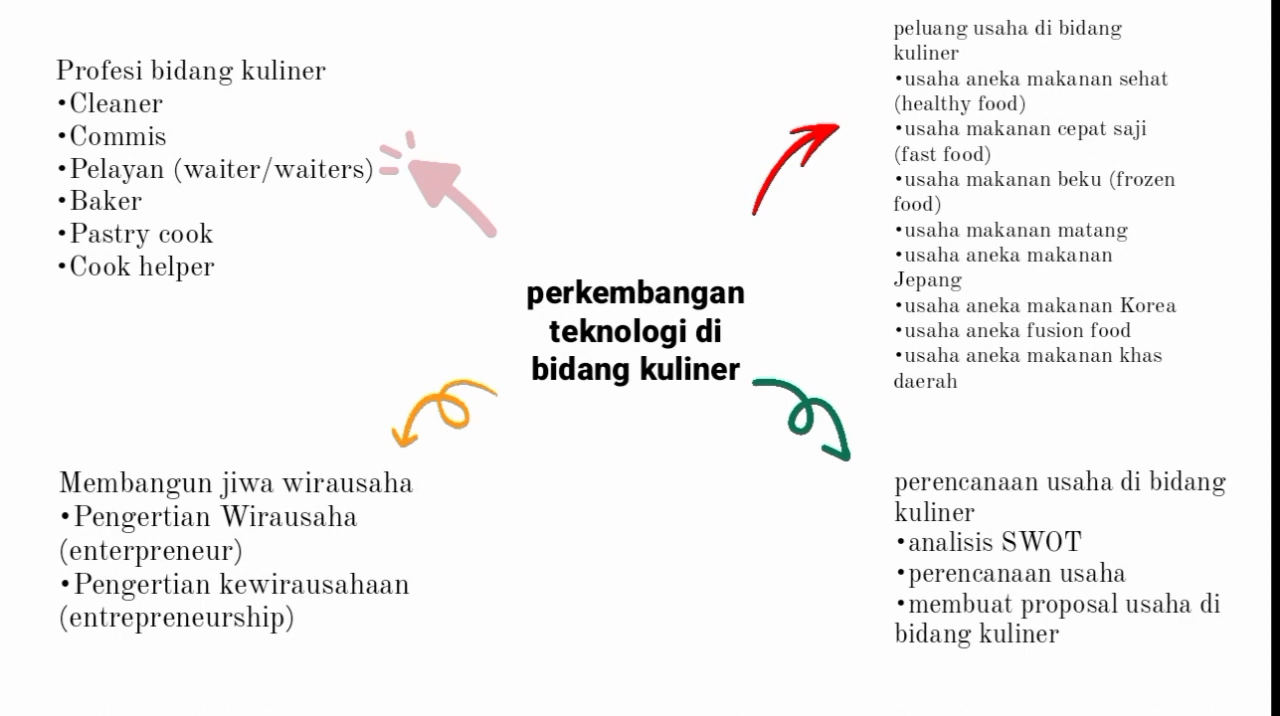 Profesi bidang kuliner
•Cleaner
•Commis
•Pelayan (waiter/waiters)
•Baker
•Pastry cook
•Cook helper
peluang usaha di bidang
kuliner
•usaha aneka makanan sehat
(healthy food)
•usaha makanan cepat saji
(fast food)
•usaha makanan beku (frozen
food)
•usaha makanan matang
•usaha aneka makanan
Jepang
•usaha aneka makanan Korea
•usaha aneka fusion food
•usaha aneka makanan khas
daerah
perkembangan
teknologi di
bidang kuliner
Membangun jiwa wirausaha
•Pengertian Wirausaha
(enterpreneur)
•Pengertian kewirausahaan
(entrepreneurship)
perencanaan usaha di bidang
kuliner
•analisis SWOT
•perencanaan usaha
•membuat proposal usaha di
bidang kuliner